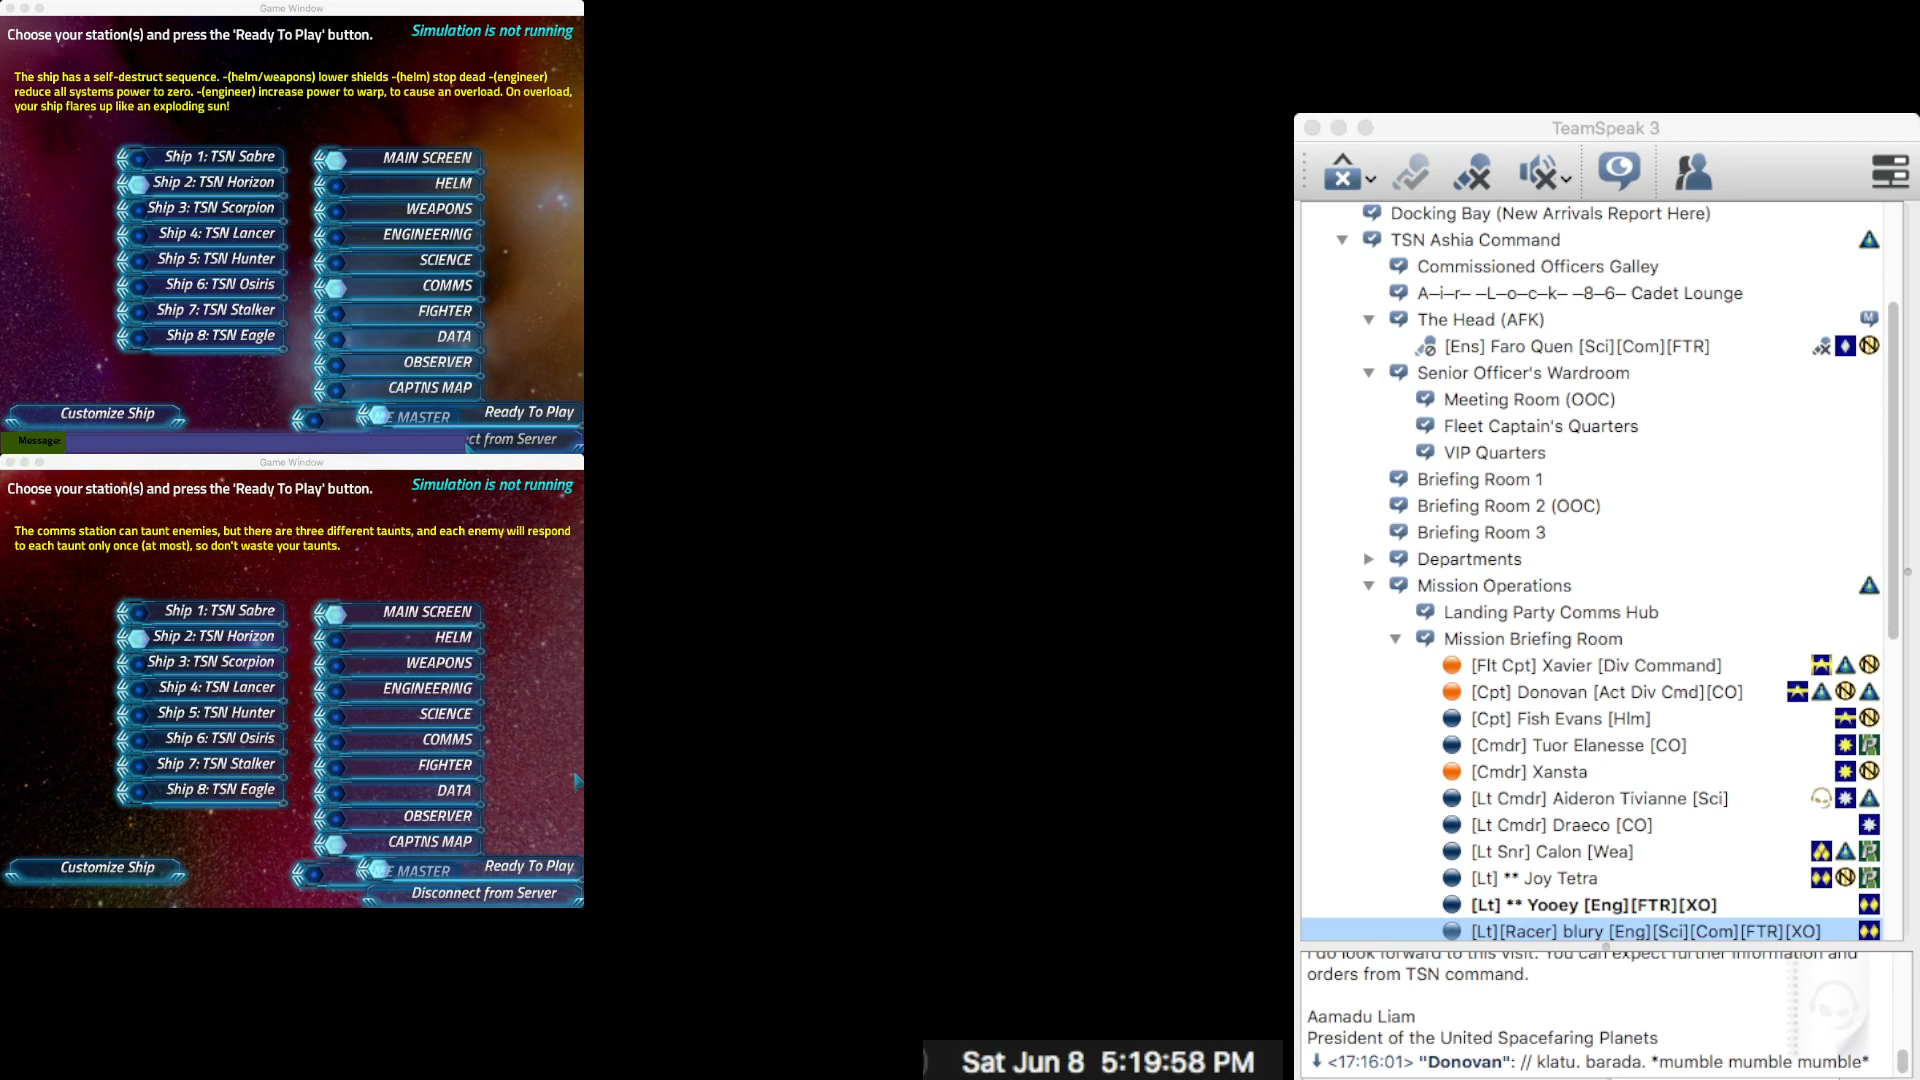 Game Window
Choose your station(s) and press the 'Ready To Play' button.
Simulation is not running
The ship has a self-destruct sequence. -(helm/weapons) lower shields -(helm) stop dead -(engineer)
reduce all systems power to zero. -(engineer) increase power to warp, to cause an overload. On overload,
your ship flares up like an exploding sun!
Ship 1: TSN Sabre
Ship 2: TSN Horizon
Ship 3: TSN Scorpion
Ship 4: TSN Lancer
Ship 5: TSN Hunter
Ship 6: TSN Osiris
Ship 7: TSN Stalker
Ship 8: TSN Eagle
MAIN SCREEN
HELM
WEAPONS
ENGINEERING
SCIENCE
COMMS
FIGHTER
DATA
OBSERVER
CAPTNS MAP
Customize Ship
E MASTER
Ready To Play
Message:
ct from Server
Game Window
Choose your station(s) and press the 'Ready To Play' button.
Simulation is not running
The comms station can taunt enemies, but there are three different taunts, and each enemy will respond
to each taunt only once (at most), so don't waste your taunts.
Ship 1: TSN Sabre
Ship 2: TSN Horizon
Ship 3: TSN Scorpion
Ship 4: TSN Lancer
Ship 5: TSN Hunter
Ship 6: TSN Osiris
Ship 7: TSN Stalker
Ship 8: TSN Eagle
MAIN SCREEN
HELM
WEAPONS
ENGINEERING
SCIENCE
COMMS
FIGHTER
DATA
OBSERVER
CAPTNS MAP
Customize Ship
E MASTER
Ready To Play
Disconnect from Server
Sat Jun 8 5:19:58 PM
TeamSpeak 3
Docking Bay (New Arrivals Report Here)
TSN Ashia Command
Commissioned Officers Galley
A–i–r– –L–o–c–k– –8–6– Cadet Lounge
The Head (AFK)
[Ens] Faro Quen [Sci][Com][FTR]
Senior Officer's Wardroom
Meeting Room (OOC)
Fleet Captain's Quarters
VIP Quarters
Briefing Room 1
Briefing Room 2 (OOC)
Briefing Room 3
Departments
Mission Operations
Landing Party Comms Hub
Mission Briefing Room
[Flt Cpt] Xavier [Div Command]
[Cpt] Donovan [Act Div Cmd][CO]
[Cpt] Fish Evans [Hlm]
[Cmdr] Tuor Elanesse [CO]
[Cmdr] Xansta
[Lt Cmdr] Aideron Tivianne [Sci]
[Lt Cmdr] Draeco [CO]
[Lt Snr] Calon [Wea]
[Lt] ** Joy Tetra
[Lt] ** Yooey [Eng][FTR][XO]
[Lt][Racer] blury [Eng][Sci][Com][FTR][XO]
I do look forward to this visit. You can expect further information and
orders from TSN command.
Aamadu Liam
President of the United Spacefaring Planets
<17:16:01> "Donovan": // klatu. barada. *mumble mumble mumble*